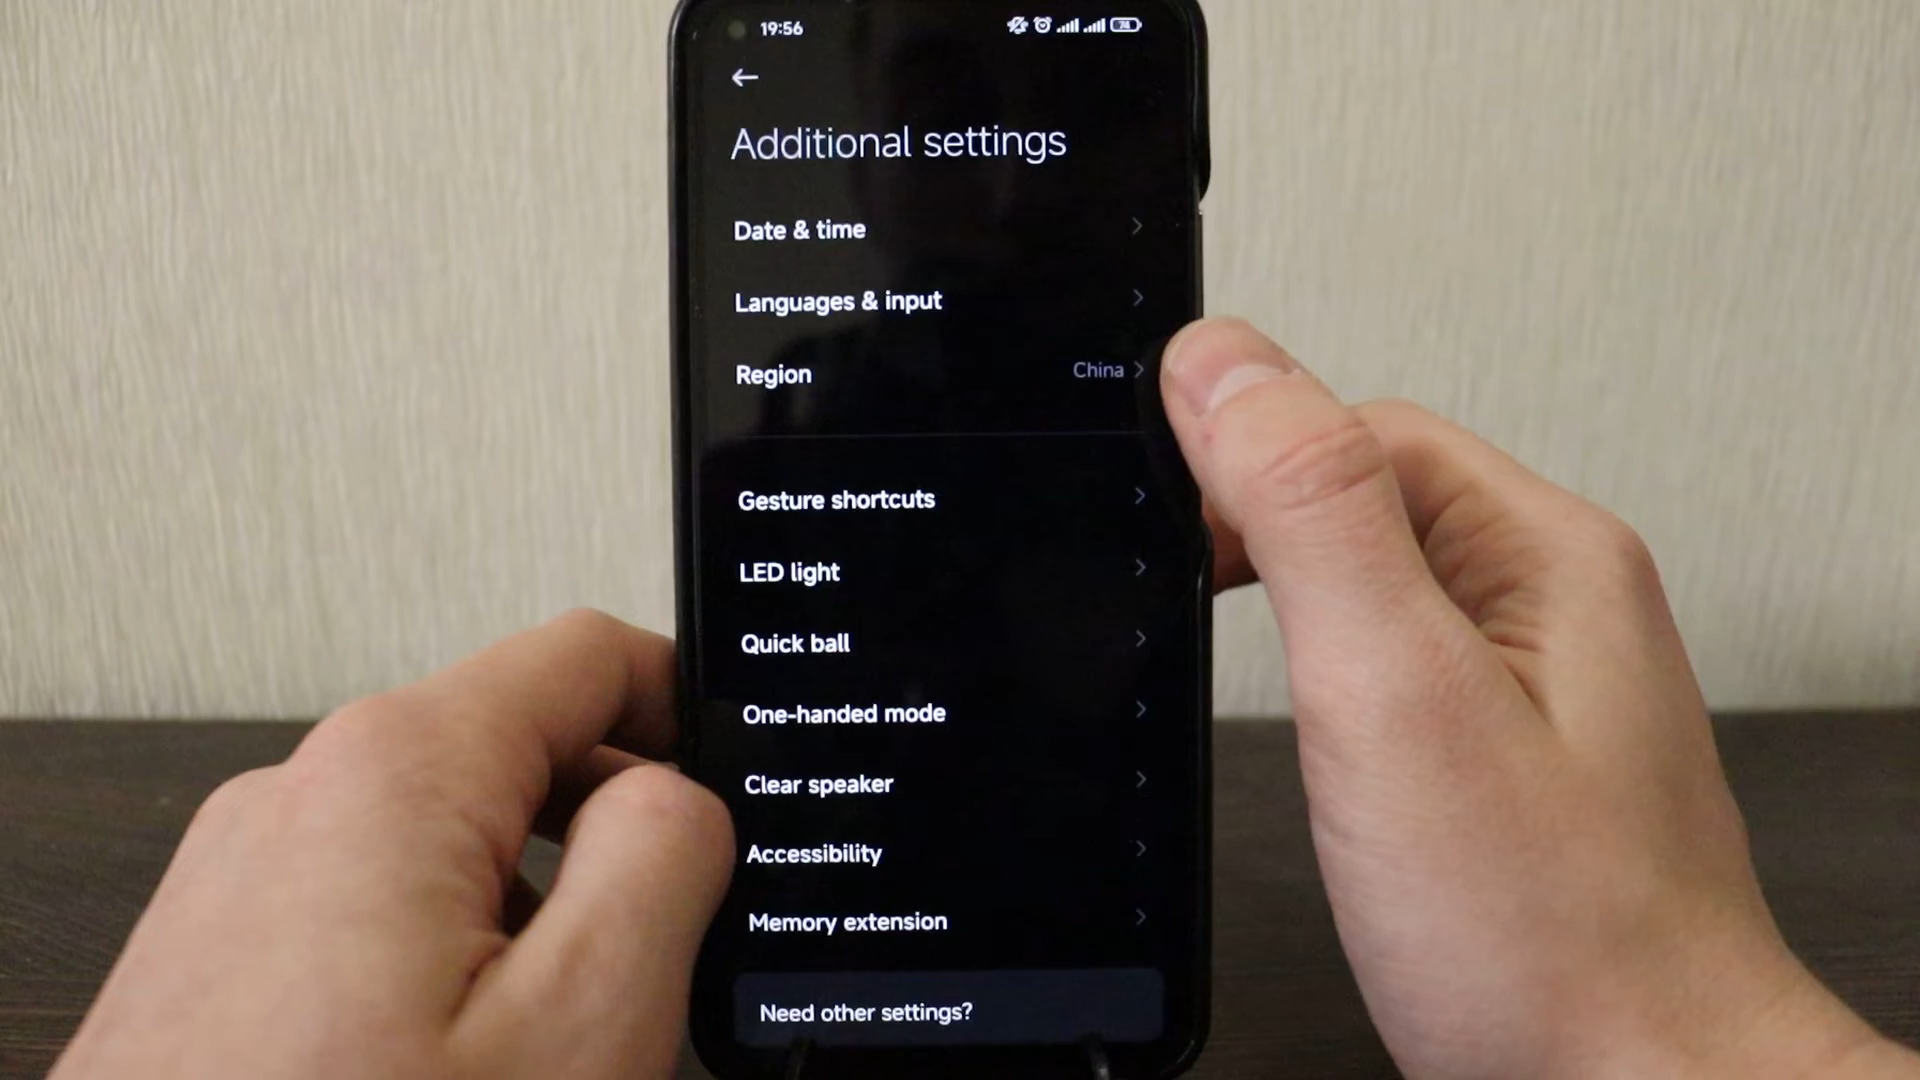 19:56
Additional settings
Date & time
Languages & input
Region China
Gesture shortcuts
LED light
Quick ball
One-handed mode
Clear speaker
Accessibility
Memory extension
Need other settings?